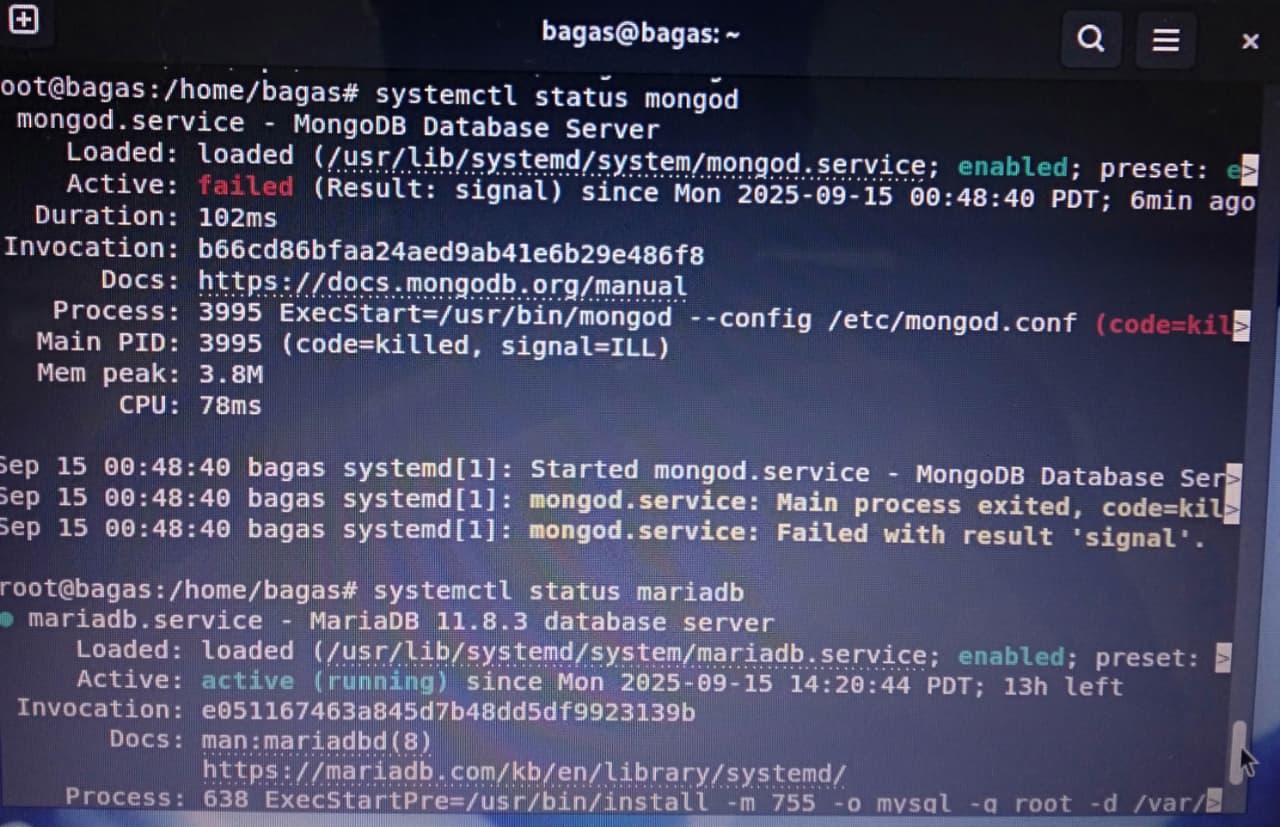 bagas@bagas: ~
oot@bagas:/home/bagas# systemctl status mongod
mongod.service - MongoDB Database Server
Loaded: loaded (/usr/lib/systemd/system/mongod.service; enabled; preset: e>
Active: failed (Result: signal) since Mon 2025-09-15 00:48:40 PDT; 6min ago
Duration: 102ms
Invocation: b66cd86bfaa24aed9ab41e6b29e486f8
Docs: https://docs.mongodb.org/manual
Process: 3995 ExecStart=/usr/bin/mongod --config /etc/mongod.conf (code=kil>
Main PID: 3995 (code=killed, signal=ILL)
Mem peak: 3.8M
CPU: 78ms
Sep 15 00:48:40 bagas systemd[1]: Started mongod.service - MongoDB Database Ser>
Sep 15 00:48:40 bagas systemd[1]: mongod.service: Main process exited, code=kil>
Sep 15 00:48:40 bagas systemd[1]: mongod.service: Failed with result 'signal'.
root@bagas:/home/bagas# systemctl status mariadb
● mariadb.service - MariaDB 11.8.3 database server
Loaded: loaded (/usr/lib/systemd/system/mariadb.service; enabled; preset: >
Active: active (running) since Mon 2025-09-15 14:20:44 PDT; 13h left
Invocation: e051167463a845d7b48dd5df9923139b
Docs: man:mariadbd(8)
https://mariadb.com/kb/en/library/systemd/
Process: 638 ExecStartPre=/usr/bin/install -m 755 -o mysql -g root -d /var/>